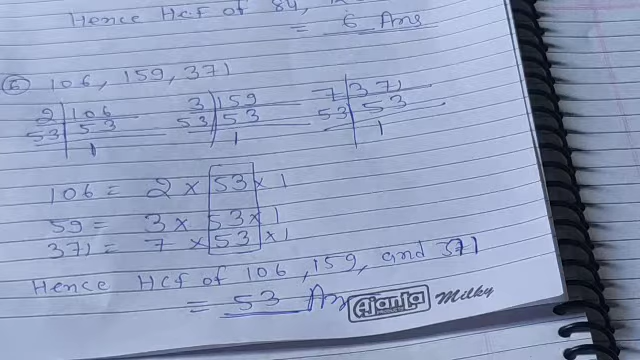 Hence Hcf of 84,
= 6 Ans
⑤ 106, 159, 371
2 | 106
53 | 53
1
3 | 159
53 | 53
1
7 | 371
53 | 53
1
106 = 2 × 53 × 1
59 = 3 × 53 × 1
371 = 7 × 53 × 1
Hence Hcf of 106, 159, and 371
= 53 Ans
Ajanta Milky